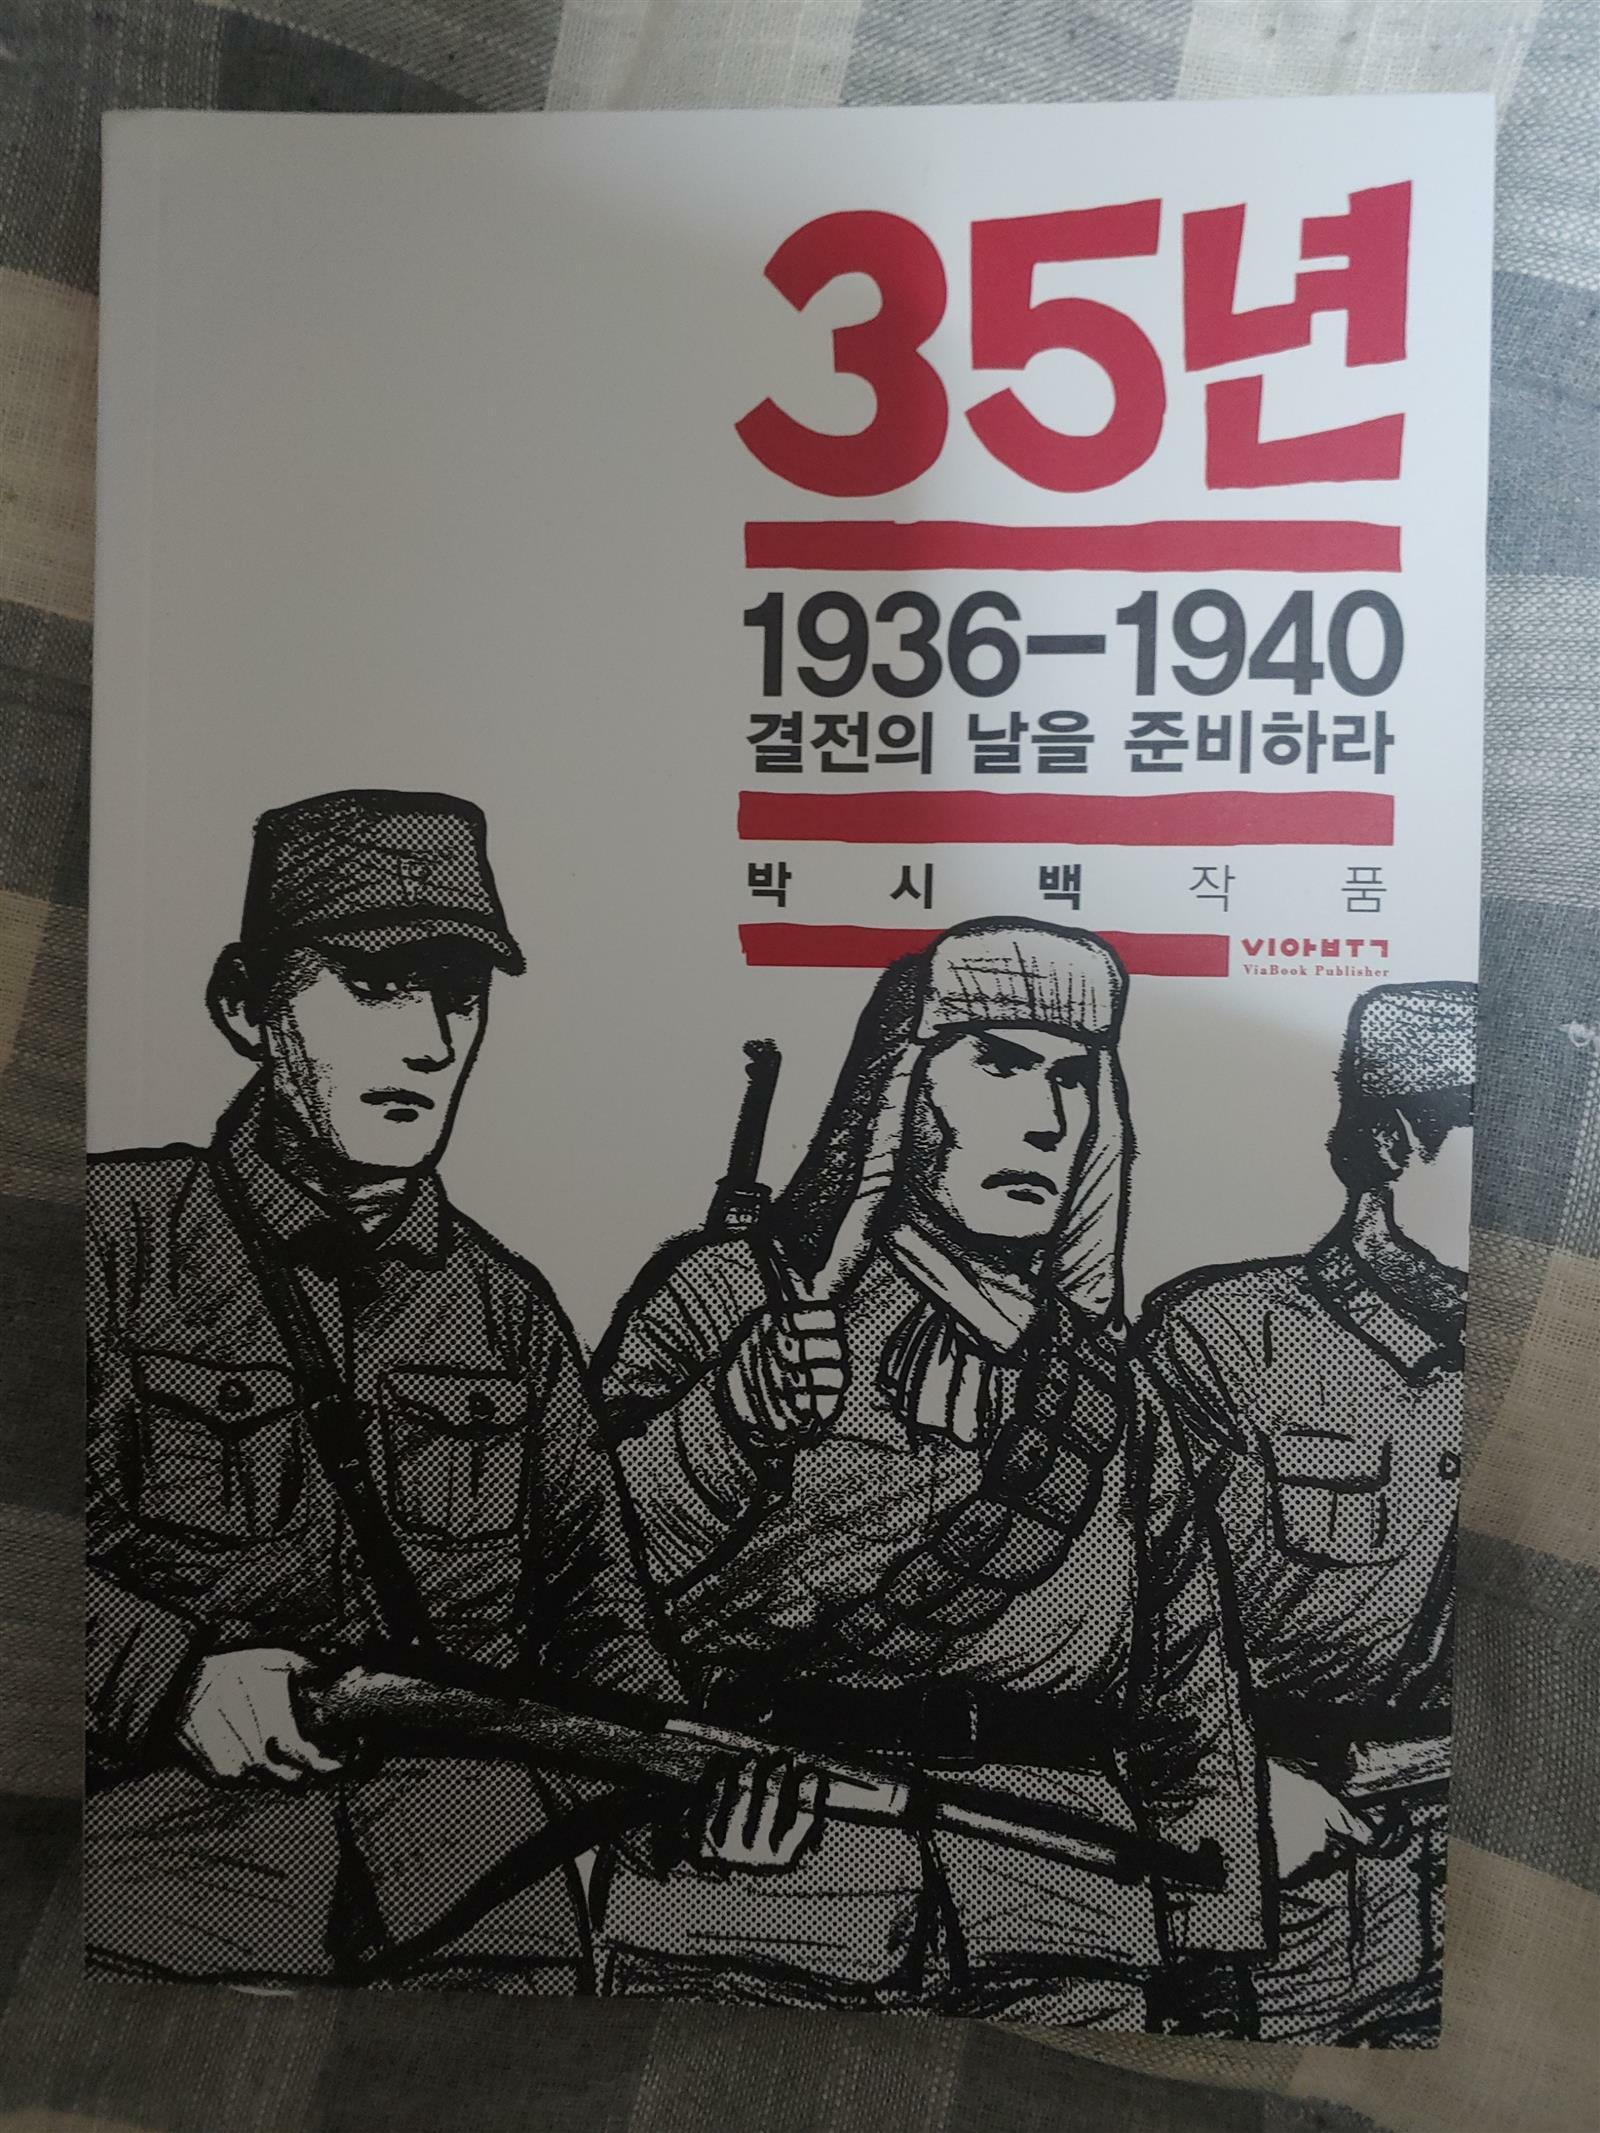 35년
1936-1940
결전의 날을 준비하라
박시백 작품
비아북
ViaBook Publisher